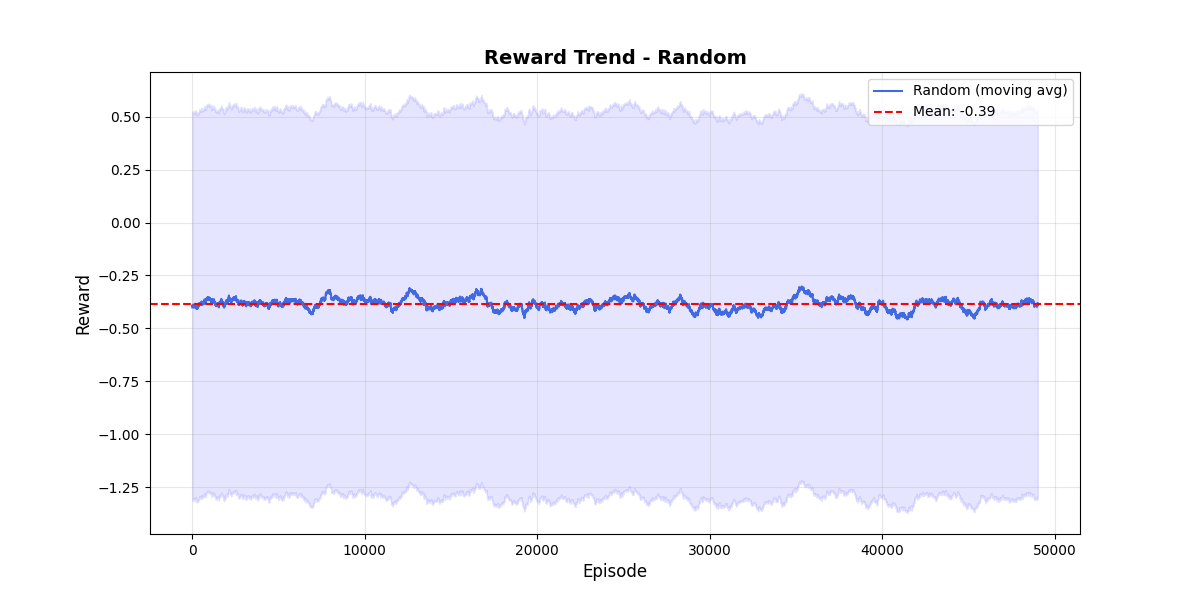 Reward Trend - Random
Random (moving avg)
Mean: -0.39
Reward
0.50
0.25
0.00
−0.25
−0.50
−0.75
−1.00
−1.25
0
10000
20000
30000
40000
50000
Episode